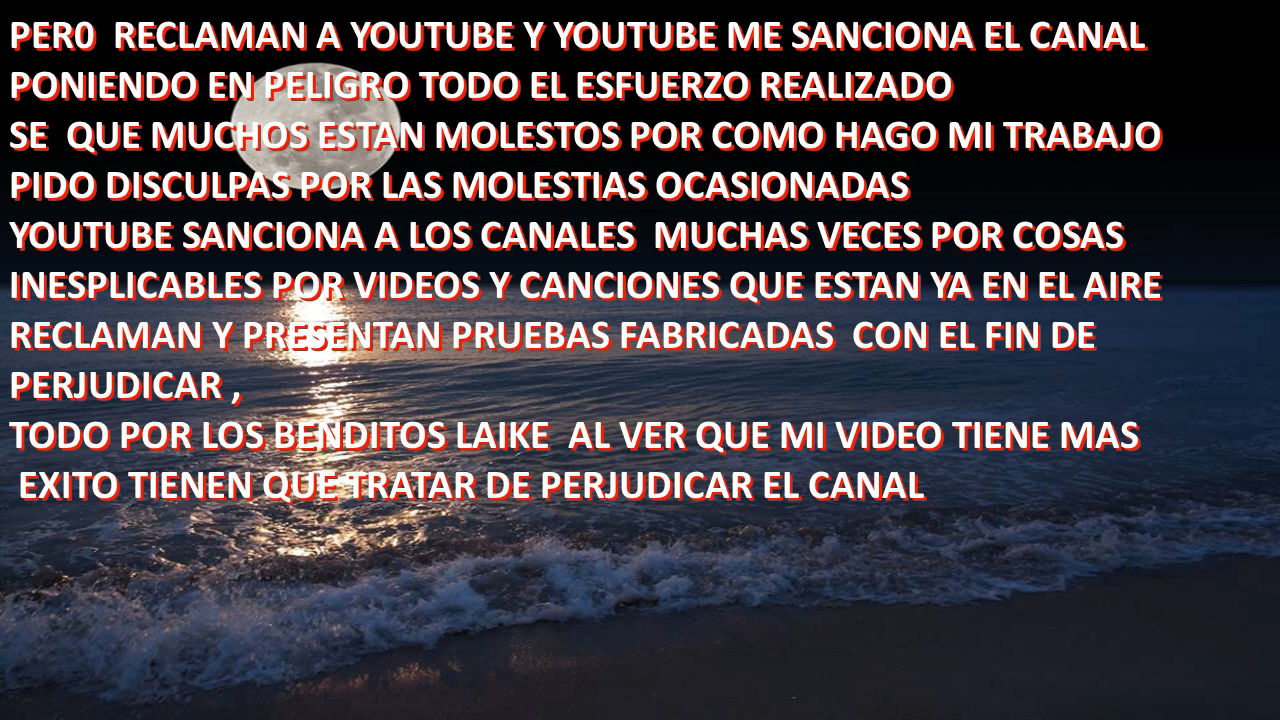 PER0  RECLAMAN A YOUTUBE Y YOUTUBE ME SANCIONA EL CANAL
PONIENDO EN PELIGRO TODO EL ESFUERZO REALIZADO
SE  QUE MUCHOS ESTAN MOLESTOS POR COMO HAGO MI TRABAJO
PIDO DISCULPAS POR LAS MOLESTIAS OCASIONADAS
YOUTUBE SANCIONA A LOS CANALES  MUCHAS VECES POR COSAS
INESPLICABLES POR VIDEOS Y CANCIONES QUE ESTAN YA EN EL AIRE
RECLAMAN Y PRESENTAN PRUEBAS FABRICADAS  CON EL FIN DE
PERJUDICAR ,
TODO POR LOS BENDITOS LAIKE  AL VER QUE MI VIDEO TIENE MAS
EXITO TIENEN QUE TRATAR DE PERJUDICAR EL CANAL